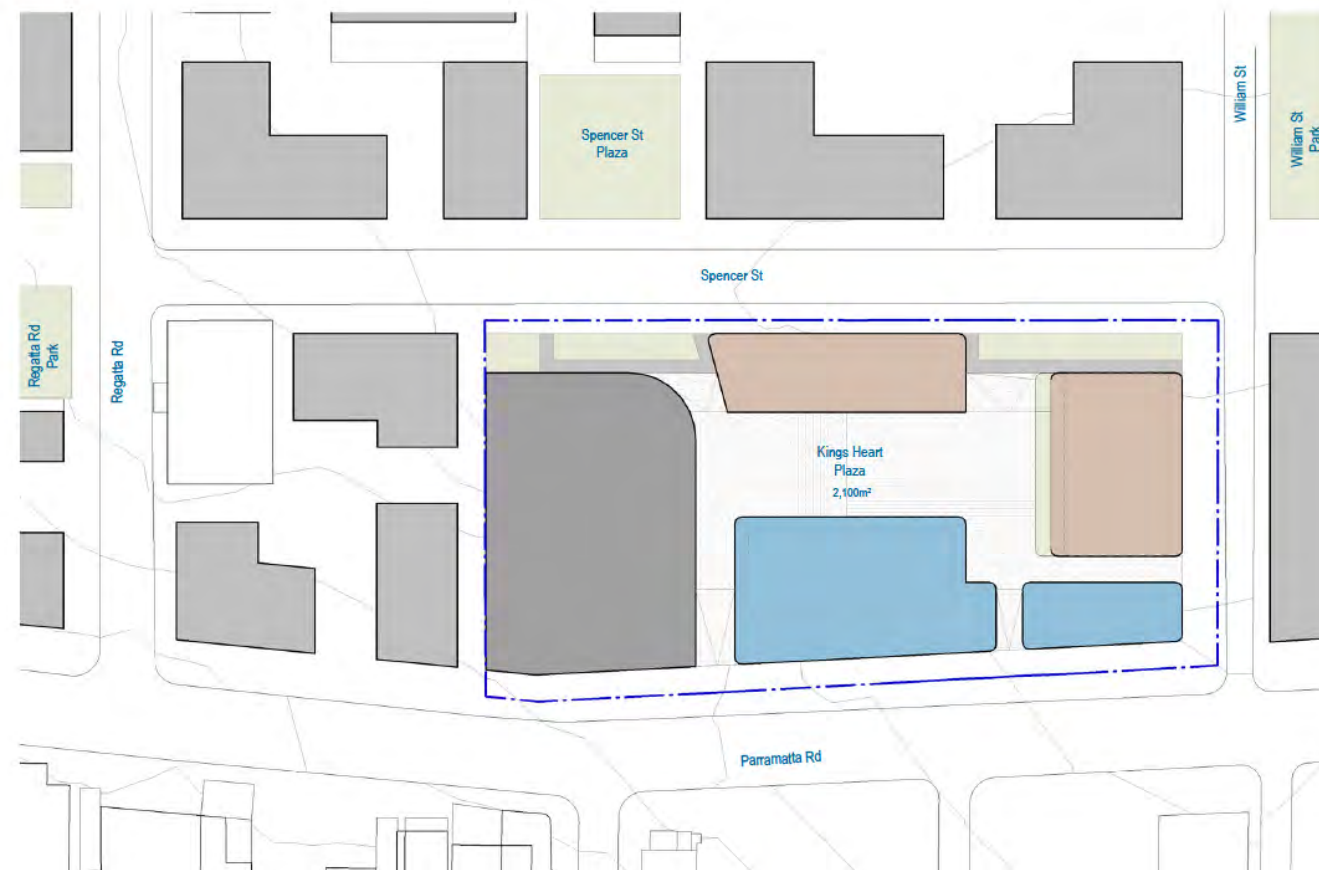 William St
William St
Park
Spencer St
Plaza
Spencer St
Regatta Rd
Park
Regatta Rd
Kings Heart
Plaza
2,100m²
Parramatta Rd